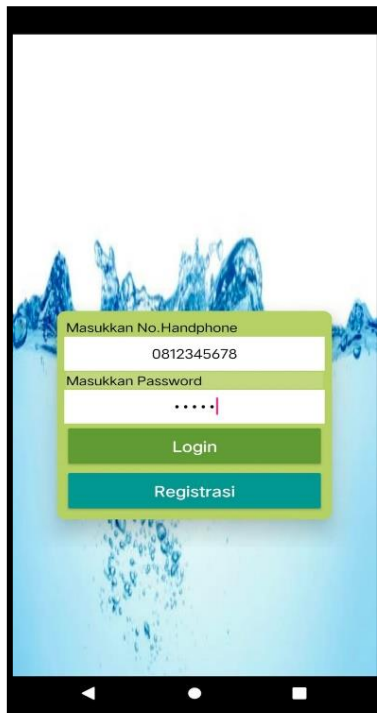 Masukkan No.Handphone
0812345678
Masukkan Password
•••••
Login
Registrasi